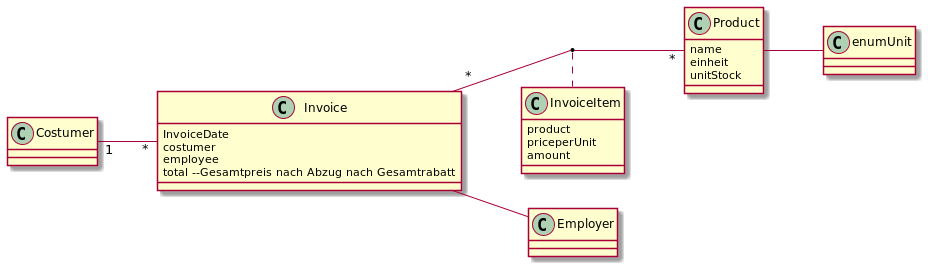 C Costumer
1
*
C Invoice
InvoiceDate
costumer
employee
total --Gesamtpreis nach Abzug nach Gesamtrabatt
*
*
C InvoiceItem
product
priceperUnit
amount
C Employer
C Product
name
einheit
unitStock
C enumUnit